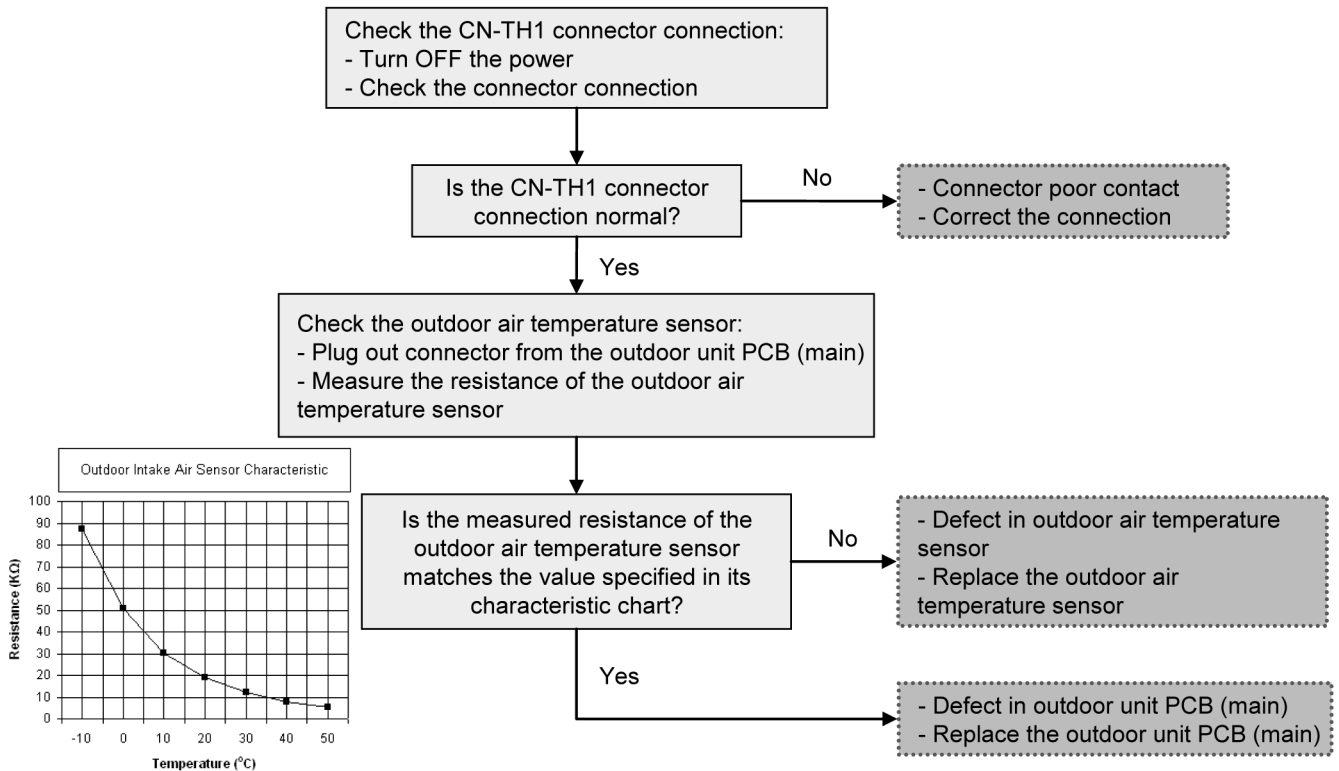 Check the CN-TH1 connector connection:
- Turn OFF the power
- Check the connector connection
Is the CN-TH1 connector
connection normal?
No
- Connector poor contact
- Correct the connection
Yes
Check the outdoor air temperature sensor:
- Plug out connector from the outdoor unit PCB (main)
- Measure the resistance of the outdoor air
temperature sensor
Is the measured resistance of the
outdoor air temperature sensor
matches the value specified in its
characteristic chart?
No
- Defect in outdoor air temperature
sensor
- Replace the outdoor air
temperature sensor
Yes
- Defect in outdoor unit PCB (main)
- Replace the outdoor unit PCB (main)
Outdoor Intake Air Sensor Characteristic
Resistance (KΩ)
100
90
80
70
60
50
40
30
20
10
0
-10 0 10 20 30 40 50
Temperature (°C)